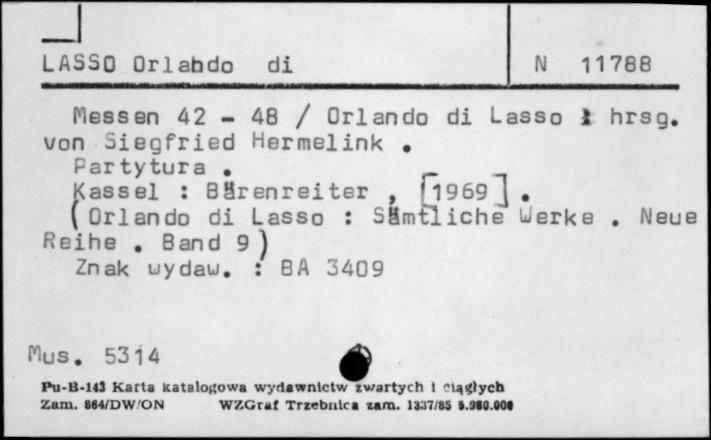 LASSO Orlando di N 11788
Messen 42 - 48 / Orlando di Lasso ; hrsg.
von Siegfried Hermelink .
Partytura .
Kassel : Bärenreiter , [1969] .
(Orlando di Lasso : Sämtliche Werke . Neue
Reihe . Band 9)
Znak wydaw. : BA 3409
Mus. 5314
Pu-B-143 Karta katalogowa wydawnictw zwartych i ciągłych
Zam. 864/DW/ON WZGraf Trzebnica zam. 1337/85 5.980.000